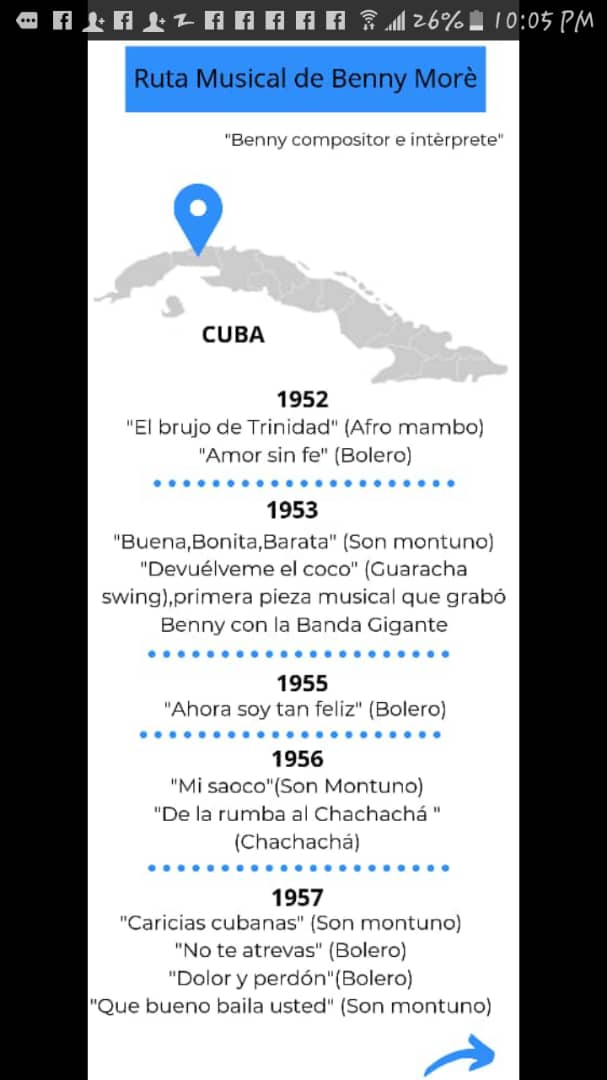 26% 10:05 PM
Ruta Musical de Benny Morè
"Benny compositor e intèrprete"
CUBA
1952
"El brujo de Trinidad" (Afro mambo)
"Amor sin fe" (Bolero)
1953
"Buena,Bonita,Barata" (Son montuno)
"Devuélveme el coco" (Guaracha
swing),primera pieza musical que grabó
Benny con la Banda Gigante
1955
"Ahora soy tan feliz" (Bolero)
1956
"Mi saoco"(Son Montuno)
"De la rumba al Chachachá "
(Chachachá)
1957
"Caricias cubanas" (Son montuno)
"No te atrevas" (Bolero)
"Dolor y perdón"(Bolero)
"Que bueno baila usted" (Son montuno)